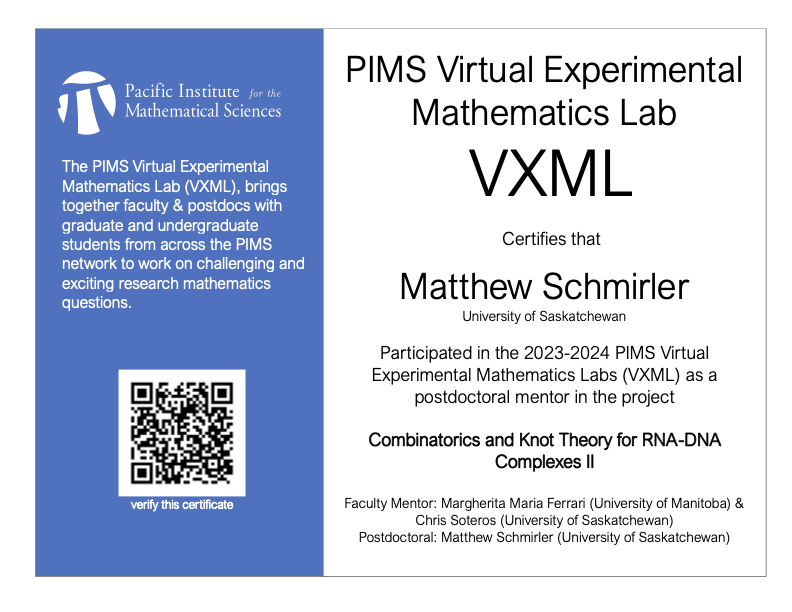 Pacific Institute for the
Mathematical Sciences
The PIMS Virtual Experimental
Mathematics Lab (VXML), brings
together faculty & postdocs with
graduate and undergraduate
students from across the PIMS
network to work on challenging and
exciting research mathematics
questions.
verify this certificate
PIMS Virtual Experimental
Mathematics Lab
VXML
Certifies that
Matthew Schmirler
University of Saskatchewan
Participated in the 2023-2024 PIMS Virtual
Experimental Mathematics Labs (VXML) as a
postdoctoral mentor in the project
Combinatorics and Knot Theory for RNA-DNA
Complexes II
Faculty Mentor: Margherita Maria Ferrari (University of Manitoba) &
Chris Soteros (University of Saskatchewan)
Postdoctoral: Matthew Schmirler (University of Saskatchewan)